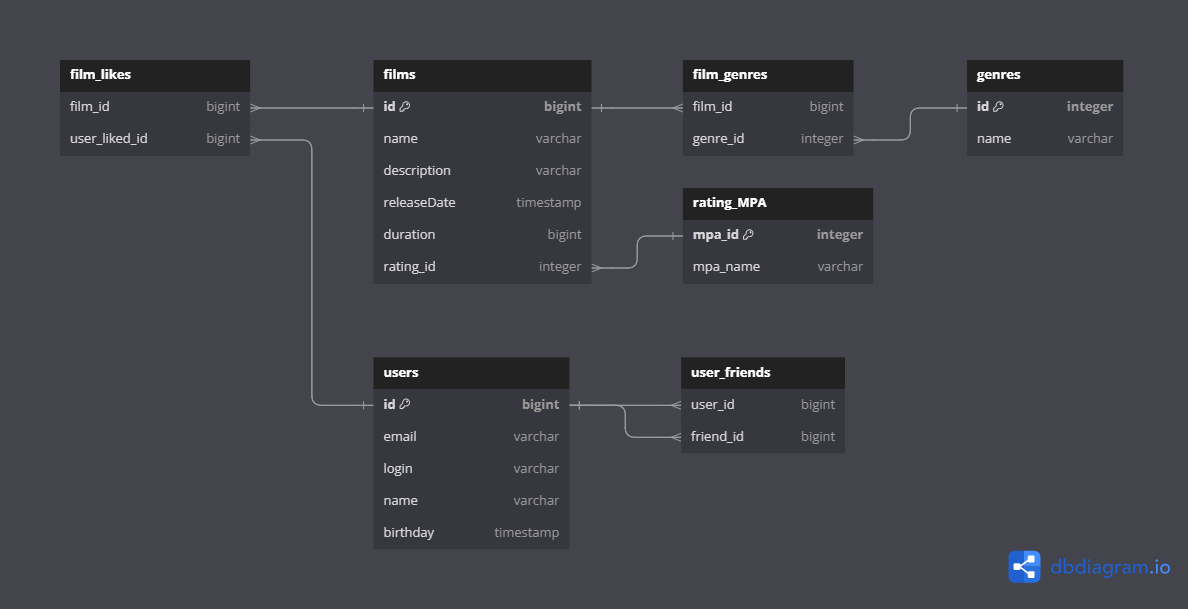 film_likes
film_id bigint
user_liked_id bigint
films
id bigint
name varchar
description varchar
releaseDate timestamp
duration bigint
rating_id integer
film_genres
film_id bigint
genre_id integer
genres
id integer
name varchar
rating_MPA
mpa_id integer
mpa_name varchar
users
id bigint
email varchar
login varchar
name varchar
birthday timestamp
user_friends
user_id bigint
friend_id bigint
dbdiagram.io